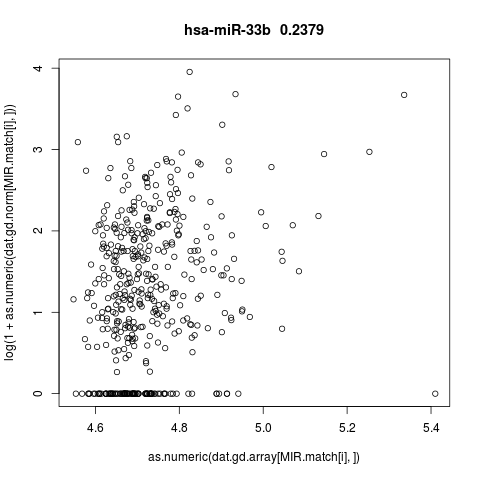 hsa-miR-33b 0.2379
log(1 + as.numeric(dat.gd.norm[MIR.match[i], ]))
4
3
2
1
0
4.6 4.8 5.0 5.2 5.4
as.numeric(dat.gd.array[MIR.match[i], ])